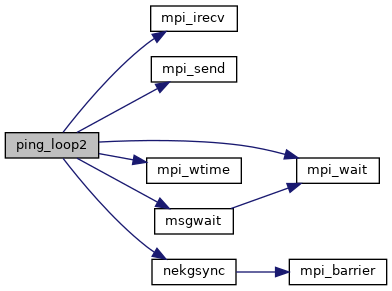 mpi_irecv
mpi_send
ping_loop2
mpi_wtime
mpi_wait
msgwait
nekgsync
mpi_barrier